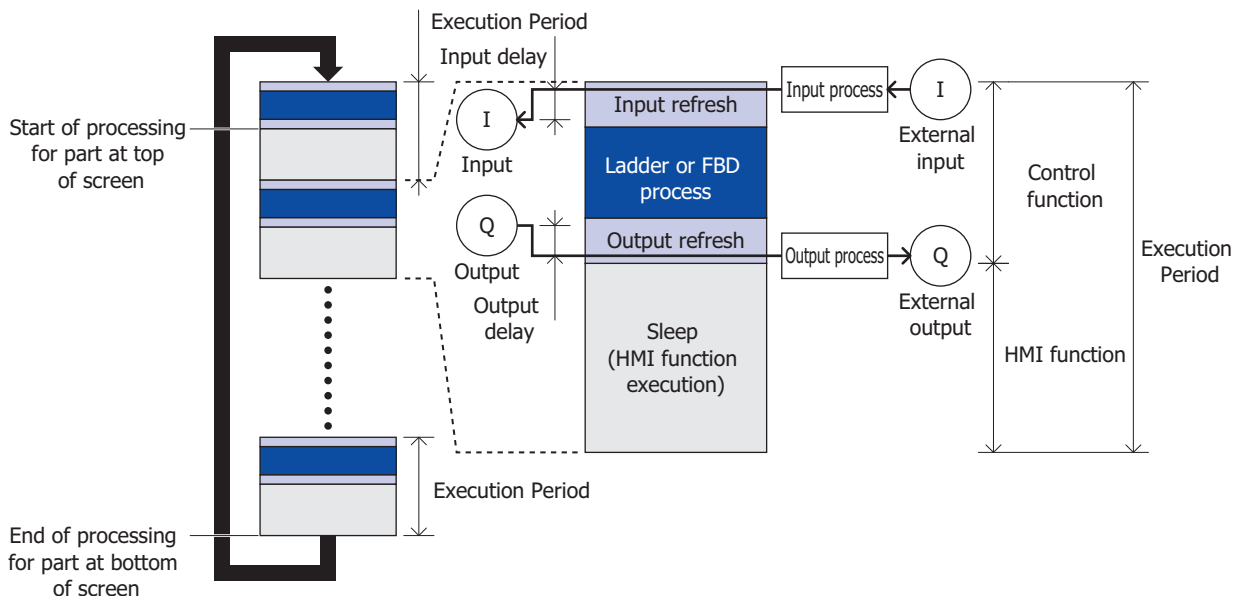 Execution Period
Input delay
Start of processing
for part at top
of screen
I
Input
Input refresh
Input process
I
External
input
Ladder or FBD
process
Control
function
Q
Output
Output refresh
Output process
Q
External
output
Execution
Period
Output
delay
Sleep
(HMI function
execution)
HMI function
Execution Period
End of processing
for part at bottom
of screen